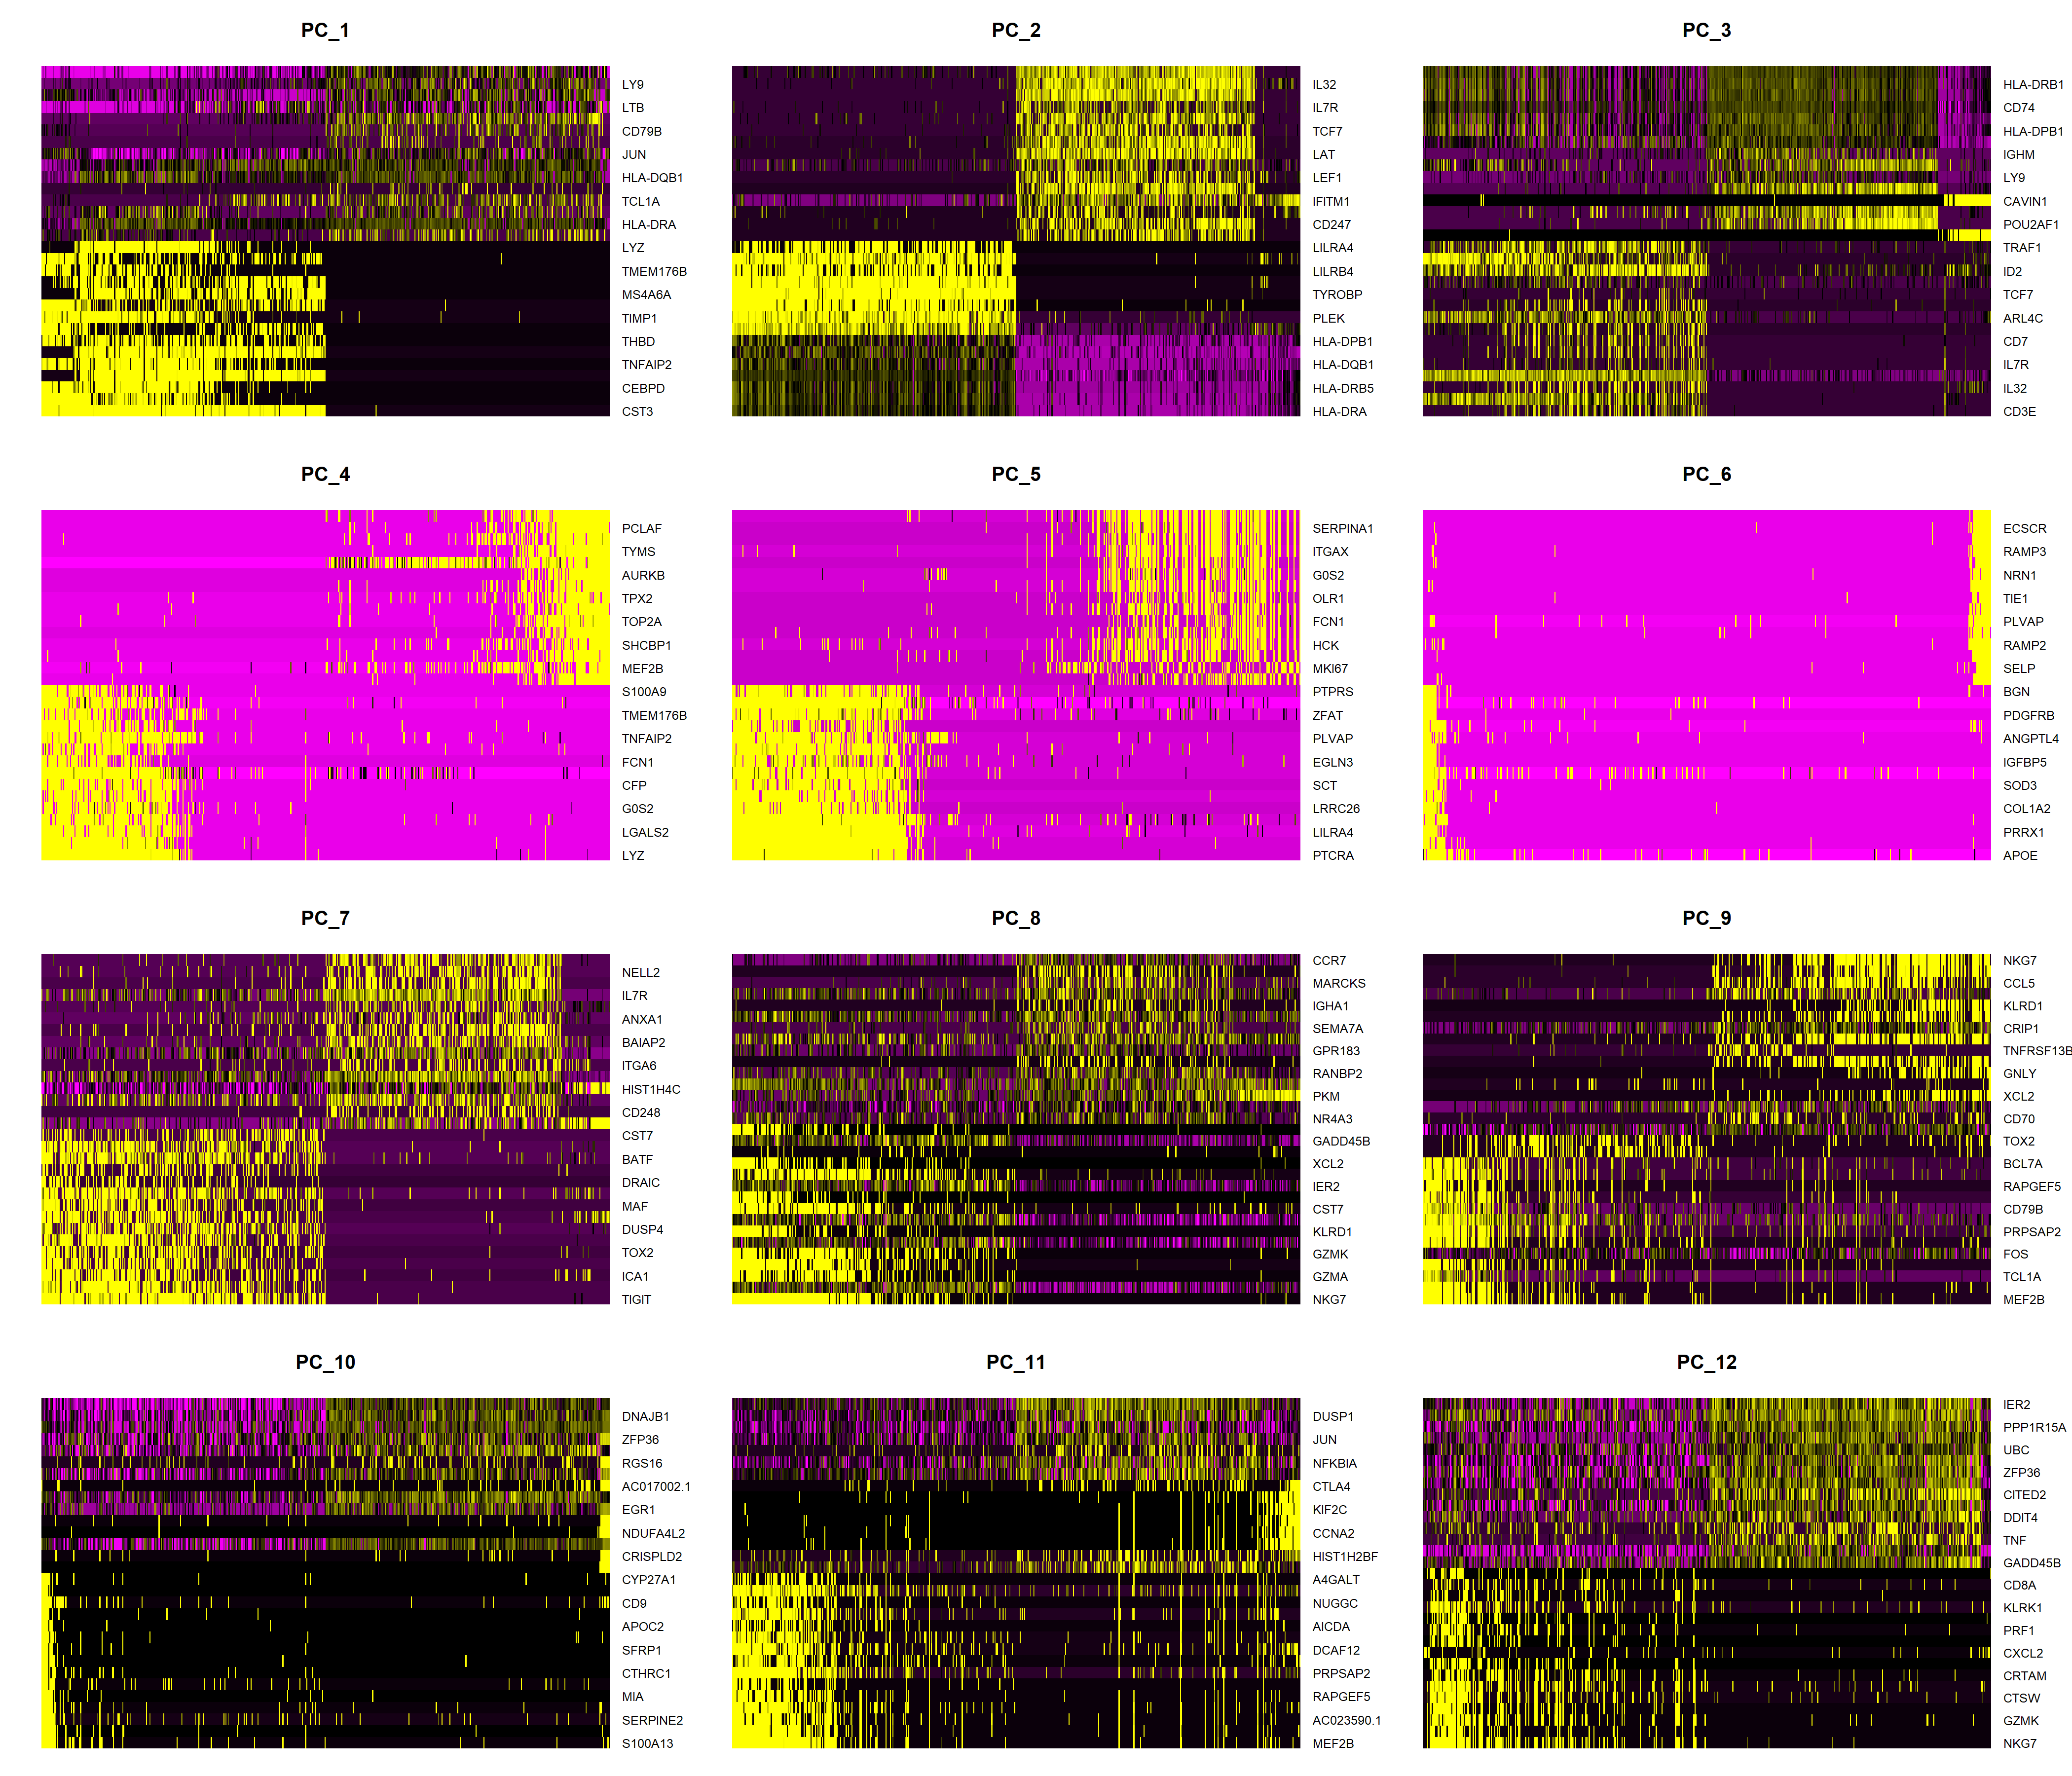 PC_1
LY9
LTB
CD79B
JUN
HLA-DQB1
TCL1A
HLA-DRA
LYZ
TMEM176B
MS4A6A
TIMP1
THBD
TNFAIP2
CEBPD
CST3
PC_2
IL32
IL7R
TCF7
LAT
LEF1
IFITM1
CD247
LILRA4
LILRB4
TYROBP
PLEK
HLA-DPB1
HLA-DQB1
HLA-DRB5
HLA-DRA
PC_3
HLA-DRB1
CD74
HLA-DPB1
IGHM
LY9
CAVIN1
POU2AF1
TRAF1
ID2
TCF7
ARL4C
CD7
IL7R
IL32
CD3E
PC_4
PCLAF
TYMS
AURKB
TPX2
TOP2A
SHCBP1
MEF2B
S100A9
TMEM176B
TNFAIP2
FCN1
CFP
G0S2
LGALS2
LYZ
PC_5
SERPINA1
ITGAX
G0S2
OLR1
FCN1
HCK
MKI67
PTPRS
ZFAT
PLVAP
EGLN3
SCT
LRRC26
LILRA4
PTCRA
PC_6
ECSCR
RAMP3
NRN1
TIE1
PLVAP
RAMP2
SELP
BGN
PDGFRB
ANGPTL4
IGFBP5
SOD3
COL1A2
PRRX1
APOE
PC_7
NELL2
IL7R
ANXA1
BAIAP2
ITGA6
HIST1H4C
CD248
CST7
BATF
DRAIC
MAF
DUSP4
TOX2
ICA1
TIGIT
PC_8
CCR7
MARCKS
IGHA1
SEMA7A
GPR183
RANBP2
PKM
NR4A3
GADD45B
XCL2
IER2
CST7
KLRD1
GZMK
GZMA
NKG7
PC_9
NKG7
CCL5
KLRD1
CRIP1
TNFRSF13B
GNLY
XCL2
CD70
TOX2
BCL7A
RAPGEF5
CD79B
PRPSAP2
FOS
TCL1A
MEF2B
PC_10
DNAJB1
ZFP36
RGS16
AC017002.1
EGR1
NDUFA4L2
CRISPLD2
CYP27A1
CD9
APOC2
SFRP1
CTHRC1
MIA
SERPINE2
S100A13
PC_11
DUSP1
JUN
NFKBIA
CTLA4
KIF2C
CCNA2
HIST1H2BF
A4GALT
NUGGC
AICDA
DCAF12
PRPSAP2
RAPGEF5
AC023590.1
MEF2B
PC_12
IER2
PPP1R15A
UBC
ZFP36
CITED2
DDIT4
TNF
GADD45B
CD8A
KLRK1
PRF1
CXCL2
CRTAM
CTSW
GZMK
NKG7